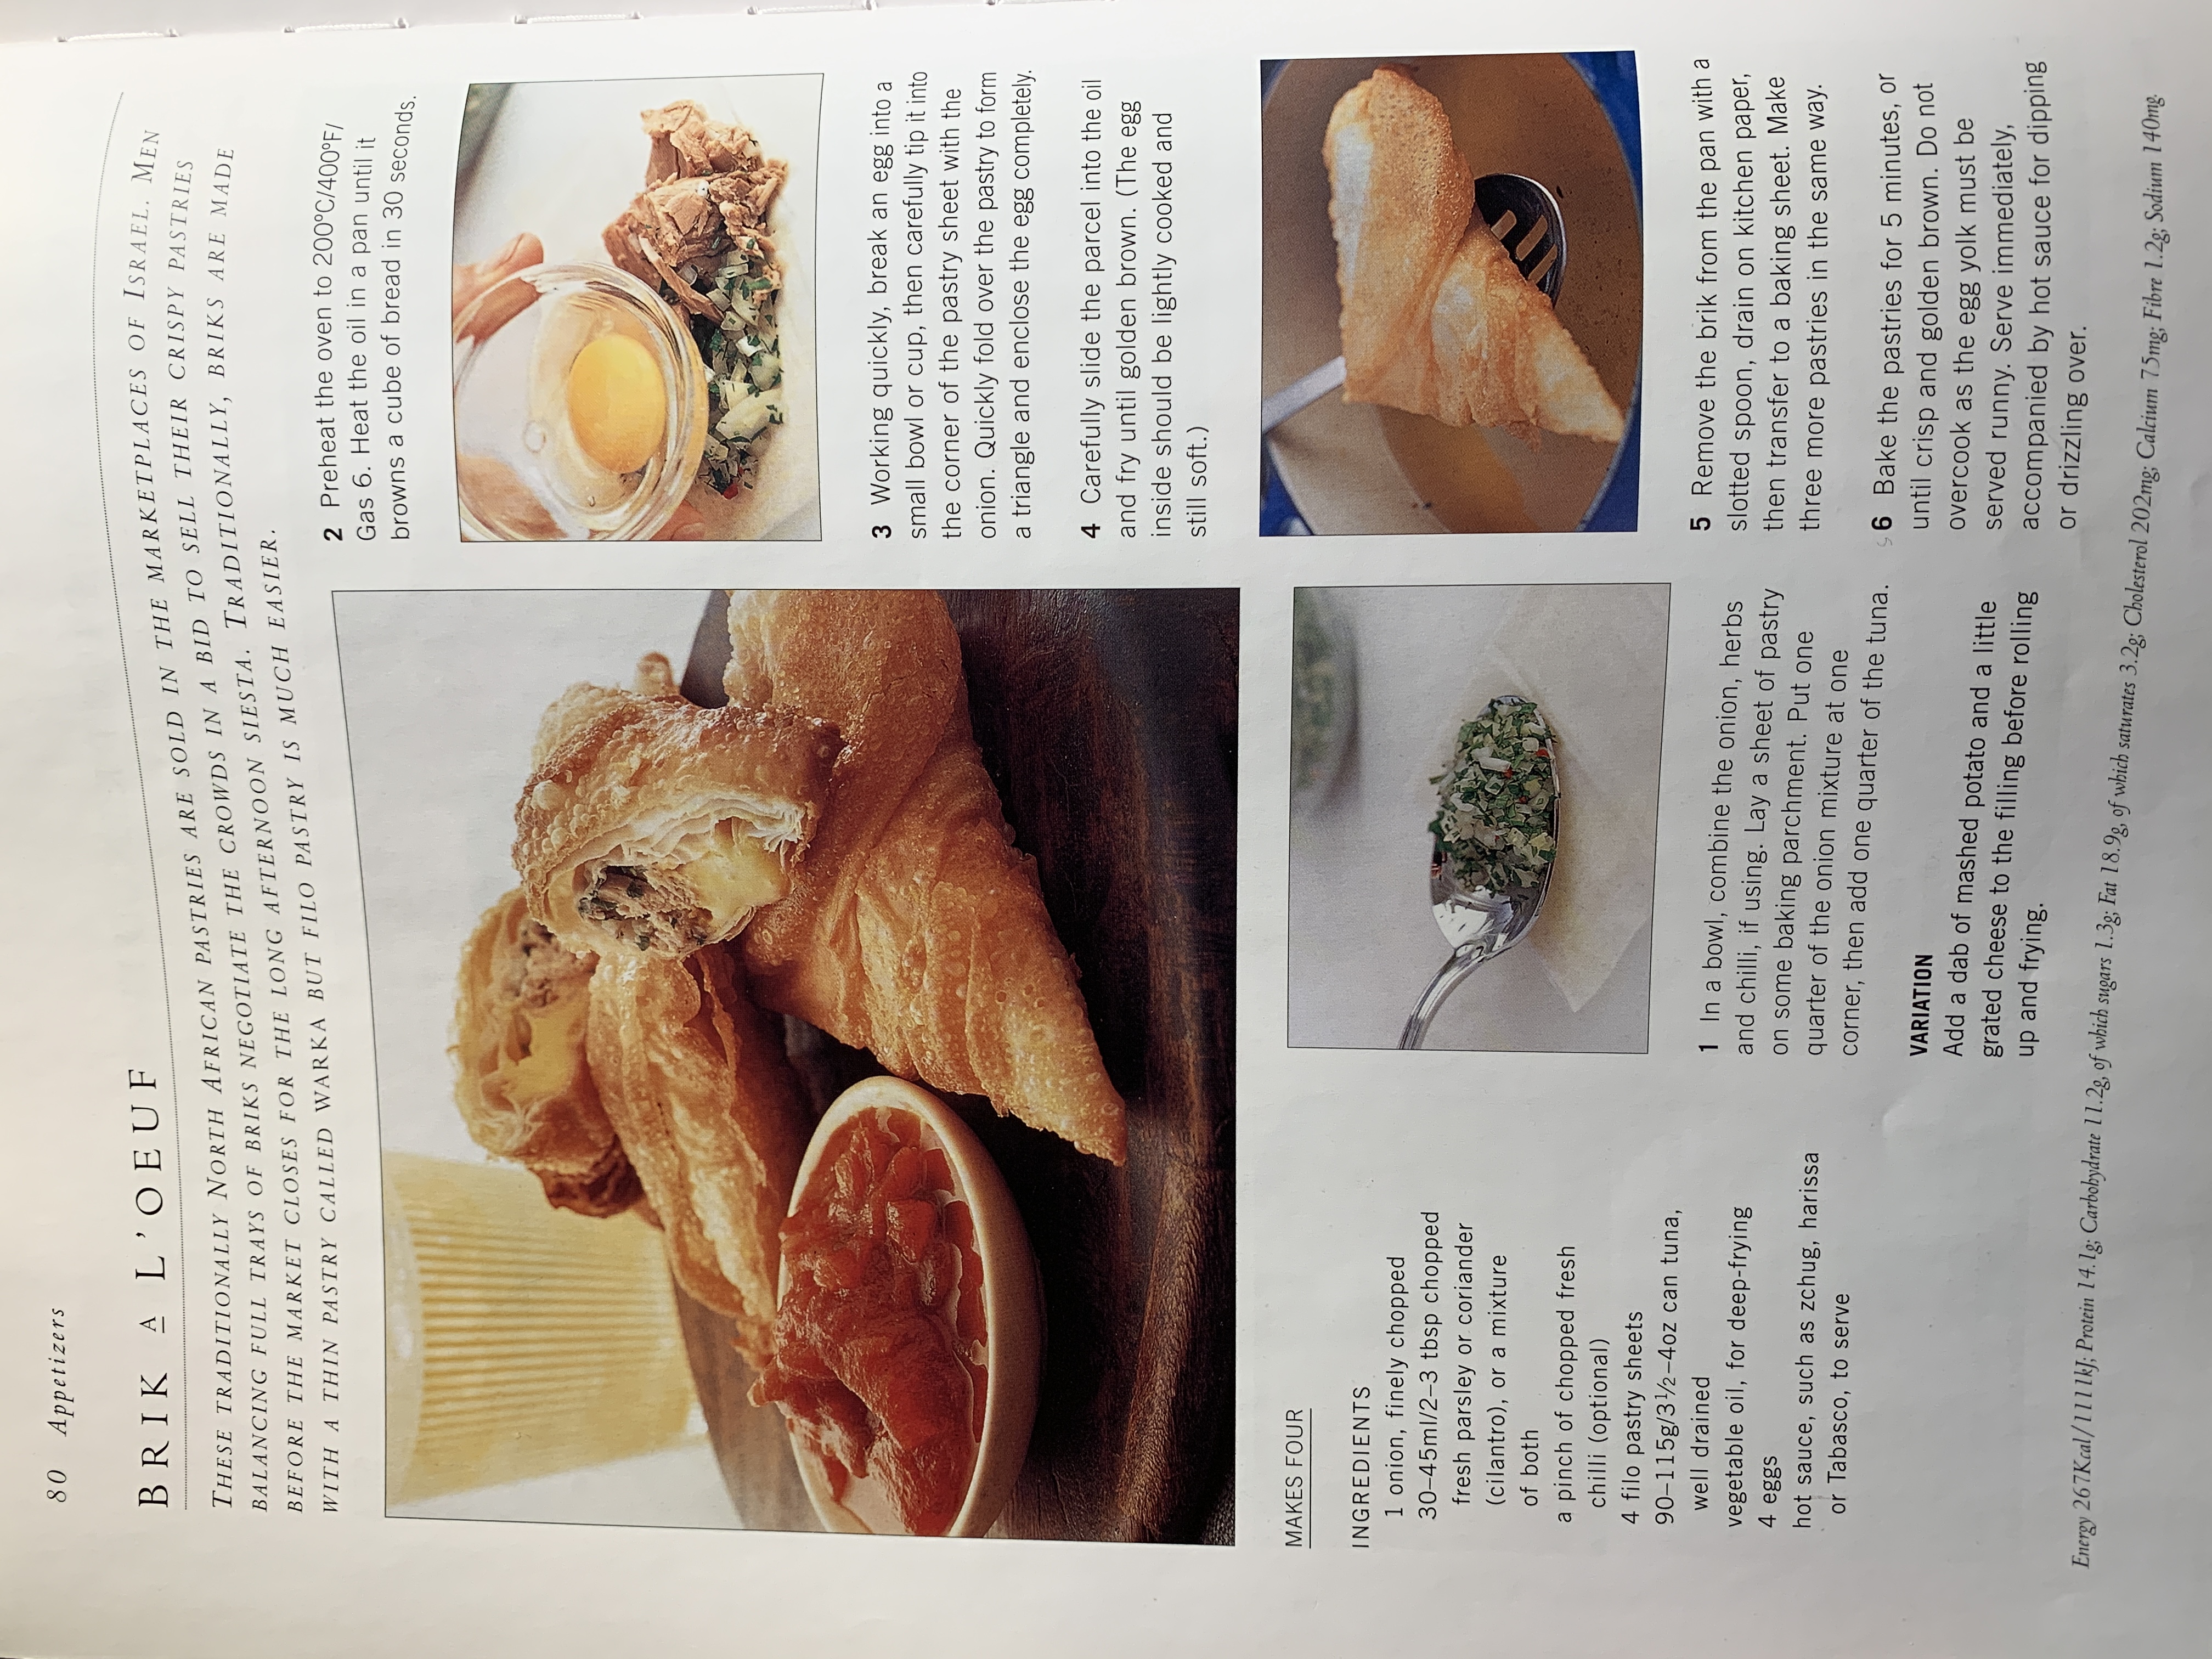 80 Appetizers
BRIK A L'OEUF
THESE TRADITIONALLY NORTH AFRICAN PASTRIES ARE SOLD IN THE MARKETPLACES OF ISRAEL. MEN
BALANCING FULL TRAYS OF BRIKS NEGOTIATE THE CROWDS IN A BID TO SELL THEIR CRISPY PASTRIES
BEFORE THE MARKET CLOSES FOR THE LONG AFTERNOON SIESTA. TRADITIONALLY, BRIKS ARE MADE
WITH A THIN PASTRY CALLED WARKA BUT FILO PASTRY IS MUCH EASIER.
MAKES FOUR
INGREDIENTS
1 onion, finely chopped
30–45ml/2–3 tbsp chopped
fresh parsley or coriander
(cilantro), or a mixture
of both
a pinch of chopped fresh
chilli (optional)
4 filo pastry sheets
90–115g/3½–4oz can tuna,
well drained
vegetable oil, for deep-frying
4 eggs
hot sauce, such as zchug, harissa
or Tabasco, to serve
1 In a bowl, combine the onion, herbs
and chilli, if using. Lay a sheet of pastry
on some baking parchment. Put one
quarter of the onion mixture at one
corner, then add one quarter of the tuna.
VARIATION
Add a dab of mashed potato and a little
grated cheese to the filling before rolling
up and frying.
2 Preheat the oven to 200°C/400°F/
Gas 6. Heat the oil in a pan until it
browns a cube of bread in 30 seconds.
3 Working quickly, break an egg into a
small bowl or cup, then carefully tip it into
the corner of the pastry sheet with the
onion. Quickly fold over the pastry to form
a triangle and enclose the egg completely.
4 Carefully slide the parcel into the oil
and fry until golden brown. (The egg
inside should be lightly cooked and
still soft.)
5 Remove the brik from the pan with a
slotted spoon, drain on kitchen paper,
then transfer to a baking sheet. Make
three more pastries in the same way.
6 Bake the pastries for 5 minutes, or
until crisp and golden brown. Do not
overcook as the egg yolk must be
served runny. Serve immediately,
accompanied by hot sauce for dipping
or drizzling over.
Energy 267Kcal/1111kJ; Protein 14.1g; Carbohydrate 11.2g, of which sugars 1.3g; Fat 18.9g, of which saturates 3.2g; Cholesterol 202mg; Calcium 75mg; Fibre 1.2g; Sodium 140mg.